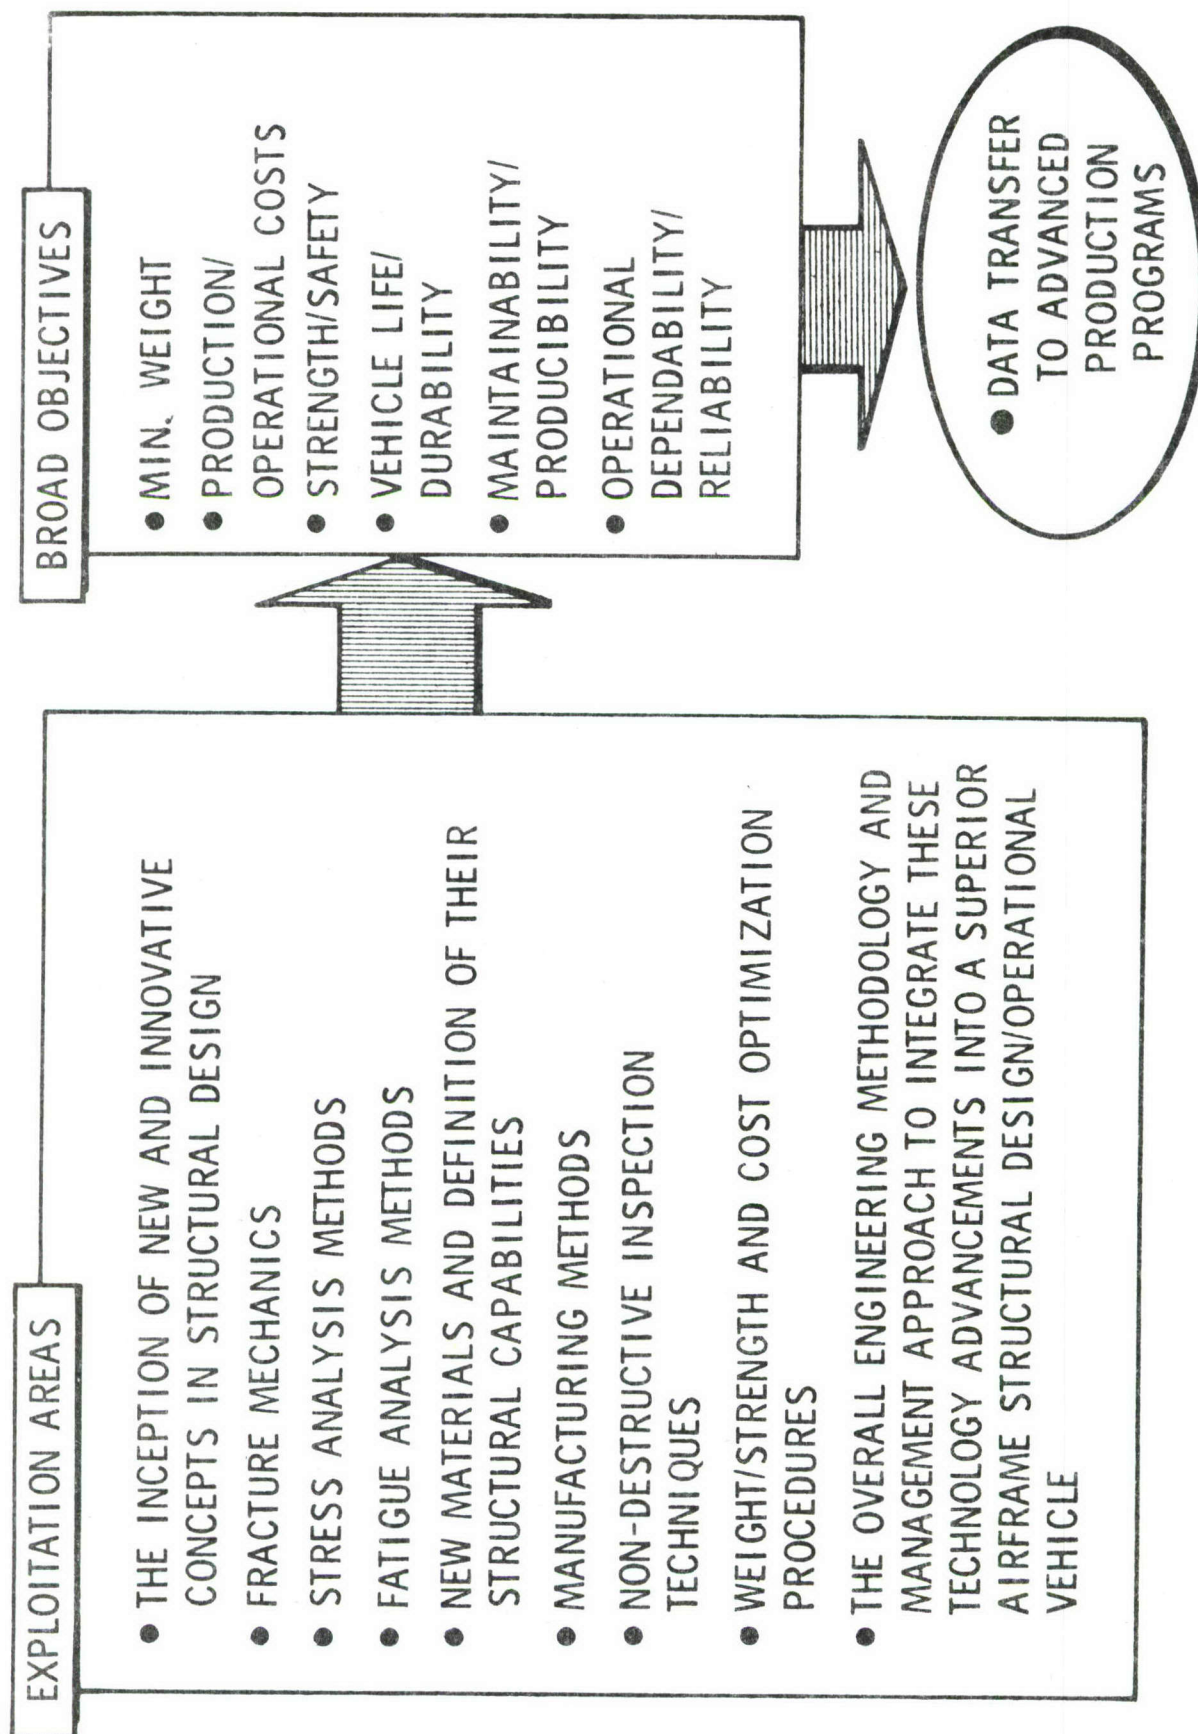 EXPLOITATION AREAS
● THE INCEPTION OF NEW AND INNOVATIVE
CONCEPTS IN STRUCTURAL DESIGN
● FRACTURE MECHANICS
● STRESS ANALYSIS METHODS
● FATIGUE ANALYSIS METHODS
● NEW MATERIALS AND DEFINITION OF THEIR
STRUCTURAL CAPABILITIES
● MANUFACTURING METHODS
● NON-DESTRUCTIVE INSPECTION
TECHNIQUES
● WEIGHT/STRENGTH AND COST OPTIMIZATION
PROCEDURES
● THE OVERALL ENGINEERING METHODOLOGY AND
MANAGEMENT APPROACH TO INTEGRATE THESE
TECHNOLOGY ADVANCEMENTS INTO A SUPERIOR
AIRFRAME STRUCTURAL DESIGN/OPERATIONAL
VEHICLE
BROAD OBJECTIVES
● MIN. WEIGHT
● PRODUCTION/
OPERATIONAL COSTS
● STRENGTH/SAFETY
● VEHICLE LIFE/
DURABILITY
● MAINTAINABILITY/
PRODUCIBILITY
● OPERATIONAL
DEPENDABILITY/
RELIABILITY
● DATA TRANSFER
TO ADVANCED
PRODUCTION
PROGRAMS